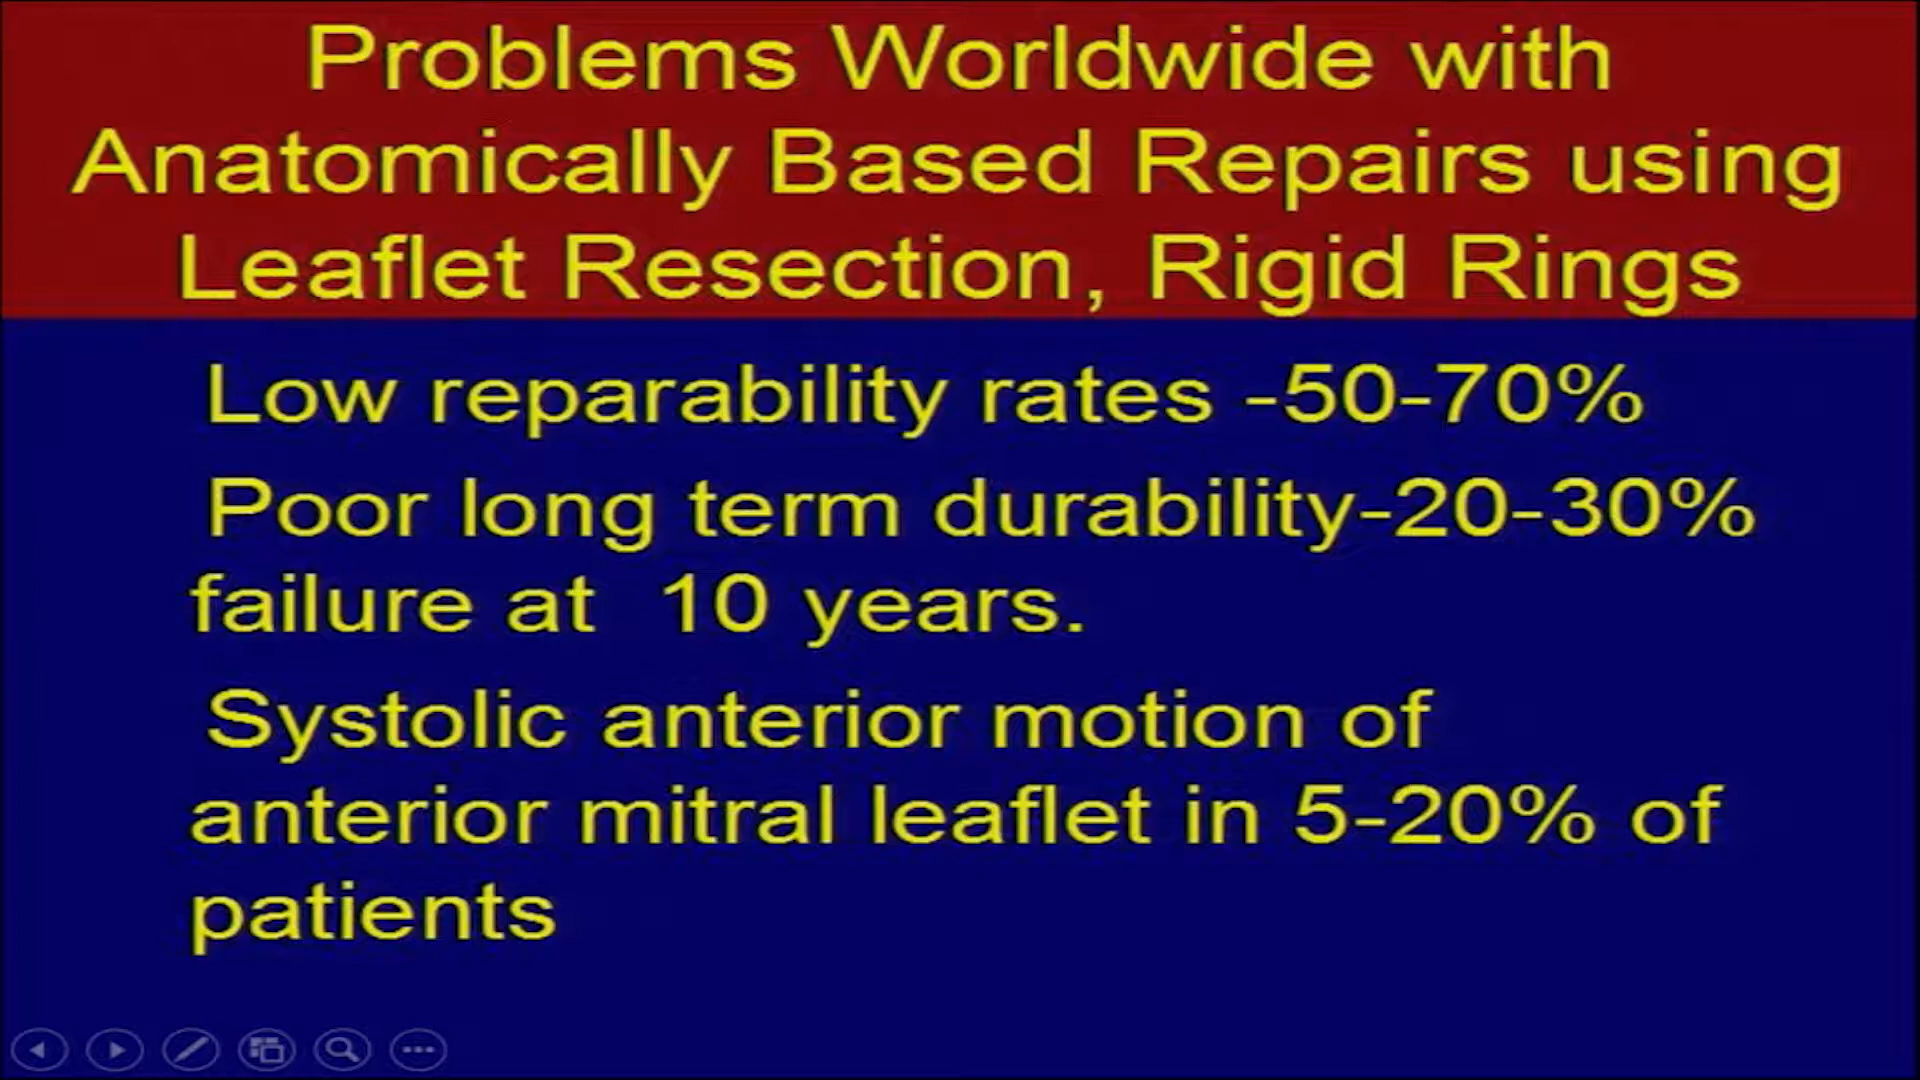 Problems Worldwide with
Anatomically Based Repairs using
Leaflet Resection, Rigid Rings
Low reparability rates -50-70%
Poor long term durability-20-30%
failure at  10 years.
Systolic anterior motion of
anterior mitral leaflet in 5-20% of
patients